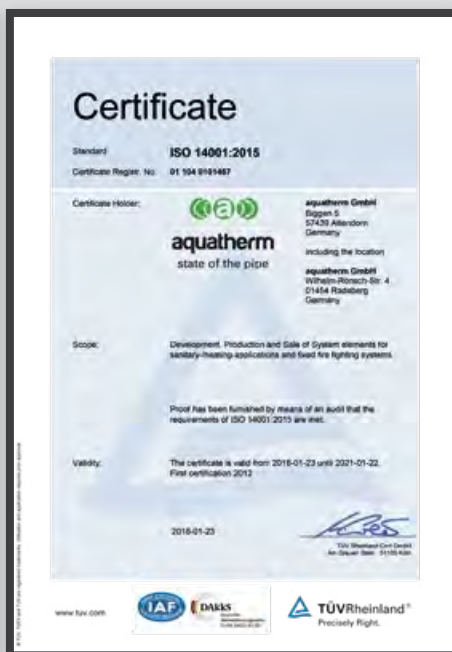 Certificate
Standard ISO 14001:2015
Certificate Registr. No. 01 104 0101467
Certificate Holder:
aquatherm
state of the pipe
aquatherm GmbH
Biggen 5
57439 Attendorn
Germany
including the location
aquatherm GmbH
Wilhelm-Rönsch-Str. 4
01454 Radeberg
Germany
Scope: Development, Production and Sale of System elements for
sanitary-/heating-applications and fixed fire fighting systems
Proof has been furnished by means of an audit that the
requirements of ISO 14001:2015 are met.
Validity: The certificate is valid from 2018-01-23 until 2021-01-22.
First certification 2012
2018-01-23
TÜV Rheinland Cert GmbH
Am Grauen Stein · 51105 Köln
www.tuv.com
IAF
DAkkS
TÜVRheinland®
Precisely Right.